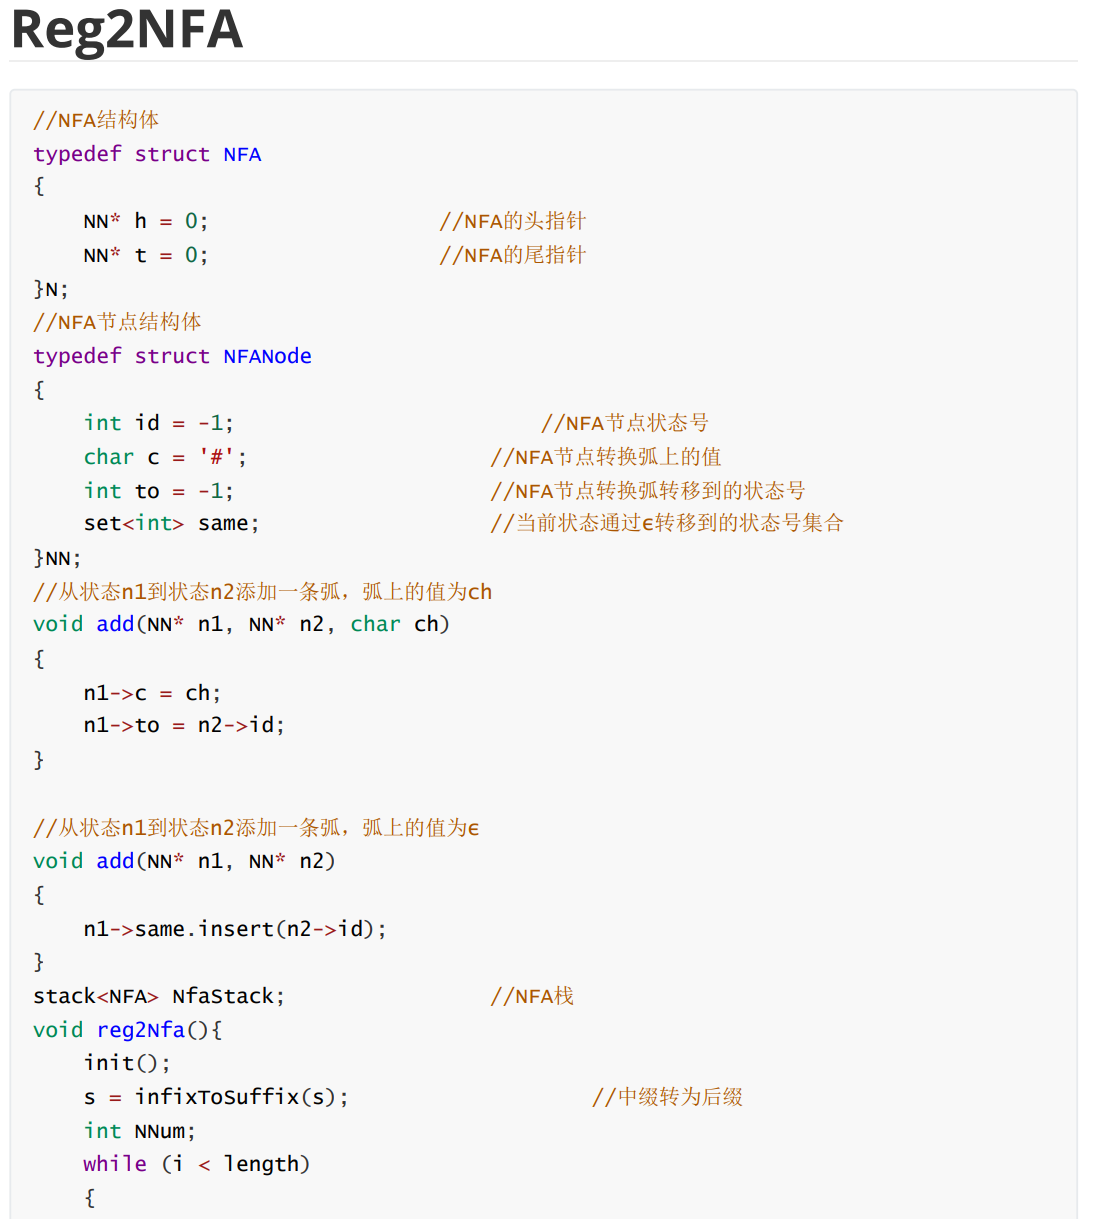 Reg2NFA
//NFA结构体
typedef struct NFA
{
    NN* h = 0;                  //NFA的头指针
    NN* t = 0;                  //NFA的尾指针
}N;
//NFA节点结构体
typedef struct NFANode
{
    int id = -1;                        //NFA节点状态号
    char c = '#';                   //NFA节点转换弧上的值
    int to = -1;                    //NFA节点转换弧转移到的状态号
    set<int> same;                  //当前状态通过ϵ转移到的状态号集合
}NN;
//从状态n1到状态n2添加一条弧，弧上的值为ch
void add(NN* n1, NN* n2, char ch)
{
    n1->c = ch;
    n1->to = n2->id;
}

//从状态n1到状态n2添加一条弧，弧上的值为ϵ
void add(NN* n1, NN* n2)
{
    n1->same.insert(n2->id);
}
stack<NFA> NfaStack;                //NFA栈
void reg2Nfa(){
    init();
    s = infixToSuffix(s);                   //中缀转为后缀
    int NNum;
    while (i < length)
    {